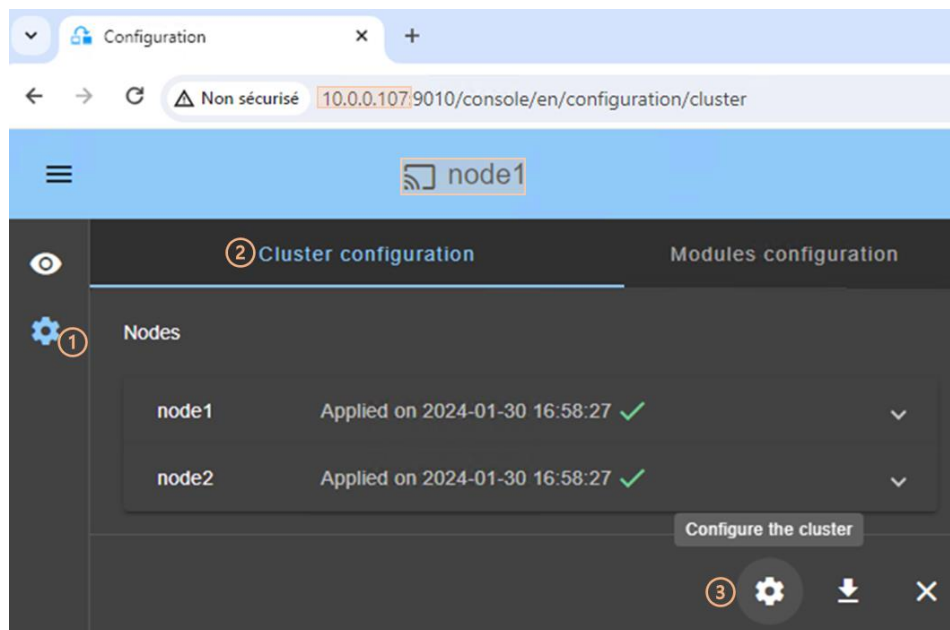 Configuration
Non sécurisé 10.0.0.107:9010/console/en/configuration/cluster
node1
2 Cluster configuration Modules configuration
1
Nodes
node1 Applied on 2024-01-30 16:58:27
node2 Applied on 2024-01-30 16:58:27
Configure the cluster
3